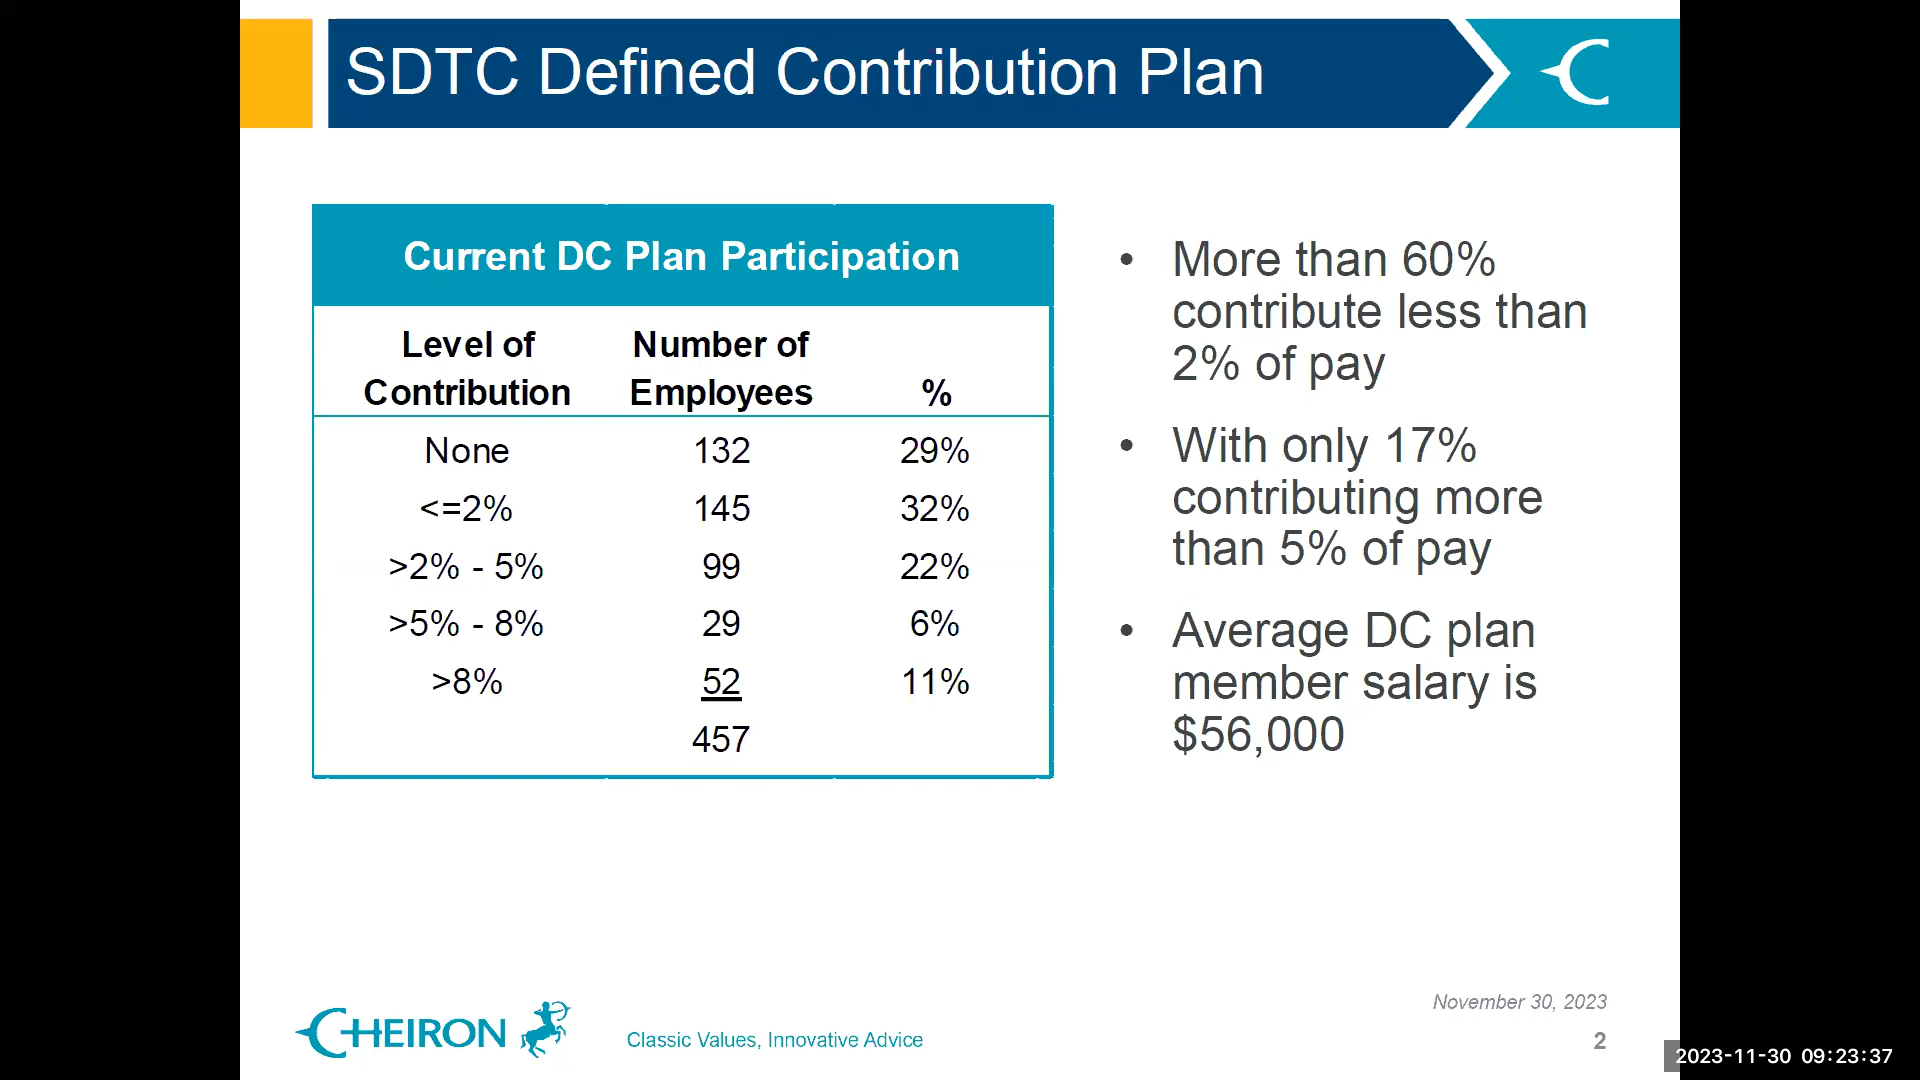 SDTC Defined Contribution Plan
Current DC Plan Participation
Level of Contribution Number of Employees %
None 132 29%
<=2% 145 32%
>2% - 5% 99 22%
>5% - 8% 29 6%
>8% 52 11%
457
• More than 60%
contribute less than
2% of pay
• With only 17%
contributing more
than 5% of pay
• Average DC plan
member salary is
$56,000
CHEIRON
Classic Values, Innovative Advice
November 30, 2023
2
2023-11-30 09:23:37